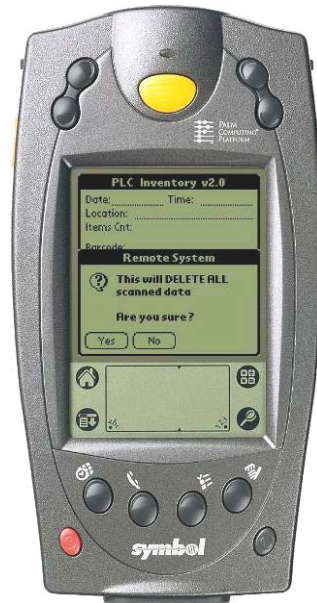 PALM
COMPUTING®
PLATFORM
PLC Inventory v2.0
Date: Time:
Location:
Items Cnt:
Barcode:
Remote System
This will DELETE ALL
scanned data
Are you sure?
Yes No
symbol